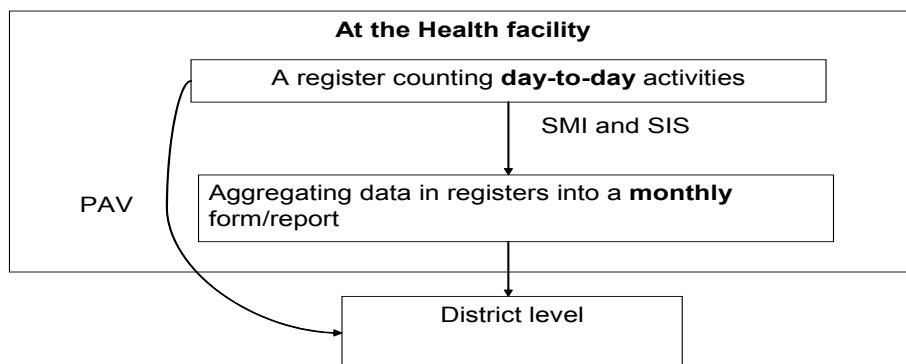 At the Health facility
A register counting day-to-day activities
SMI and SIS
PAV
Aggregating data in registers into a monthly
form/report
District level